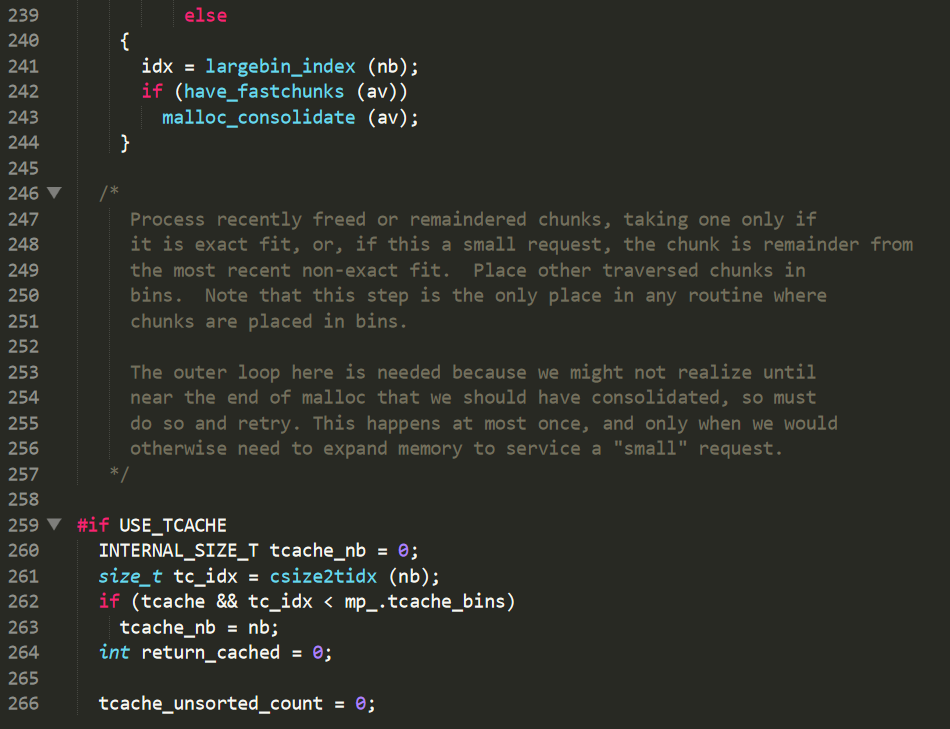 239 else
240 {
241 idx = largebin_index (nb);
242 if (have_fastchunks (av))
243 malloc_consolidate (av);
244 }
245
246 /*
247 Process recently freed or remaindered chunks, taking one only if
248 it is exact fit, or, if this a small request, the chunk is remainder from
249 the most recent non-exact fit.  Place other traversed chunks in
250 bins.  Note that this step is the only place in any routine where
251 chunks are placed in bins.
252
253 The outer loop here is needed because we might not realize until
254 near the end of malloc that we should have consolidated, so must
255 do so and retry. This happens at most once, and only when we would
256 otherwise need to expand memory to service a "small" request.
257 */
258
259 #if USE_TCACHE
260 INTERNAL_SIZE_T tcache_nb = 0;
261 size_t tc_idx = csize2tidx (nb);
262 if (tcache && tc_idx < mp_.tcache_bins)
263 tcache_nb = nb;
264 int return_cached = 0;
265
266 tcache_unsorted_count = 0;